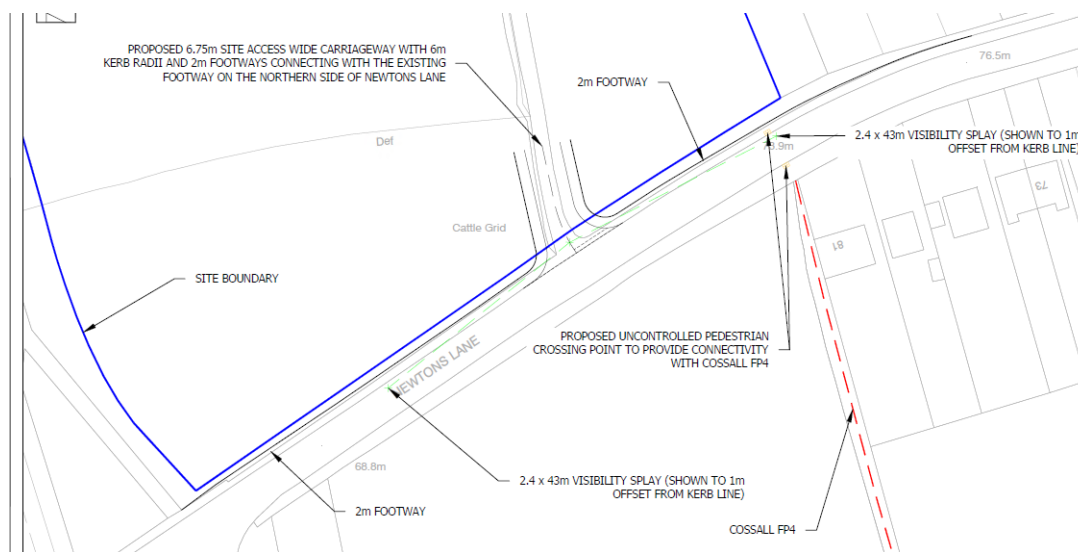 PROPOSED 6.75m SITE ACCESS WIDE CARRIAGEWAY WITH 6m
KERB RADII AND 2m FOOTWAYS CONNECTING WITH THE EXISTING
FOOTWAY ON THE NORTHERN SIDE OF NEWTONS LANE
2m FOOTWAY
76.5m
2.4 x 43m VISIBILITY SPLAY (SHOWN TO 1m
OFFSET FROM KERB LINE)
Def
Cattle Grid
73
81
SITE BOUNDARY
PROPOSED UNCONTROLLED PEDESTRIAN
CROSSING POINT TO PROVIDE CONNECTIVITY
WITH COSSALL FP4
NEWTONS LANE
68.8m
2.4 x 43m VISIBILITY SPLAY (SHOWN TO 1m
OFFSET FROM KERB LINE)
2m FOOTWAY
COSSALL FP4